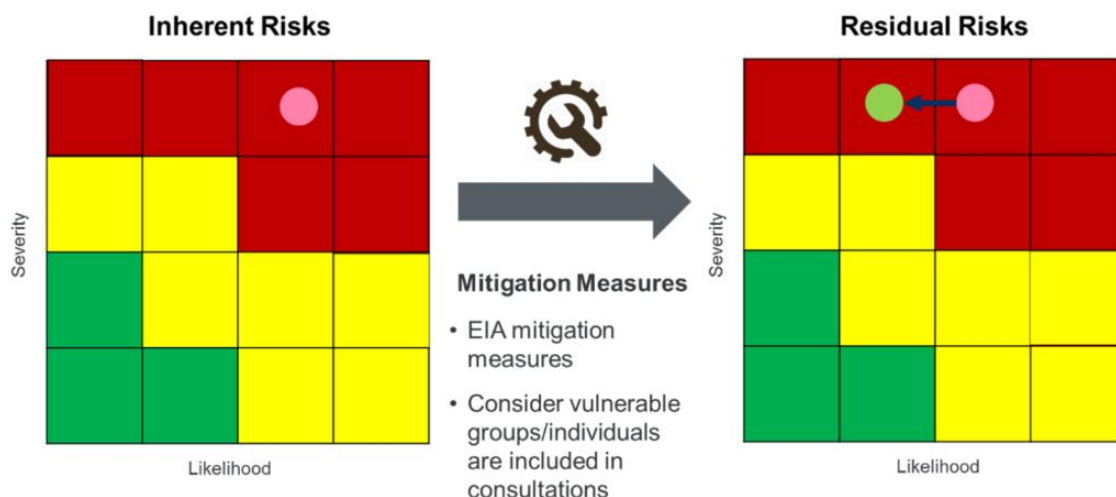 Inherent Risks
Residual Risks
Severity
Likelihood
Mitigation Measures
• EIA mitigation
measures
• Consider vulnerable
groups/individuals
are included in
consultations
Severity
Likelihood